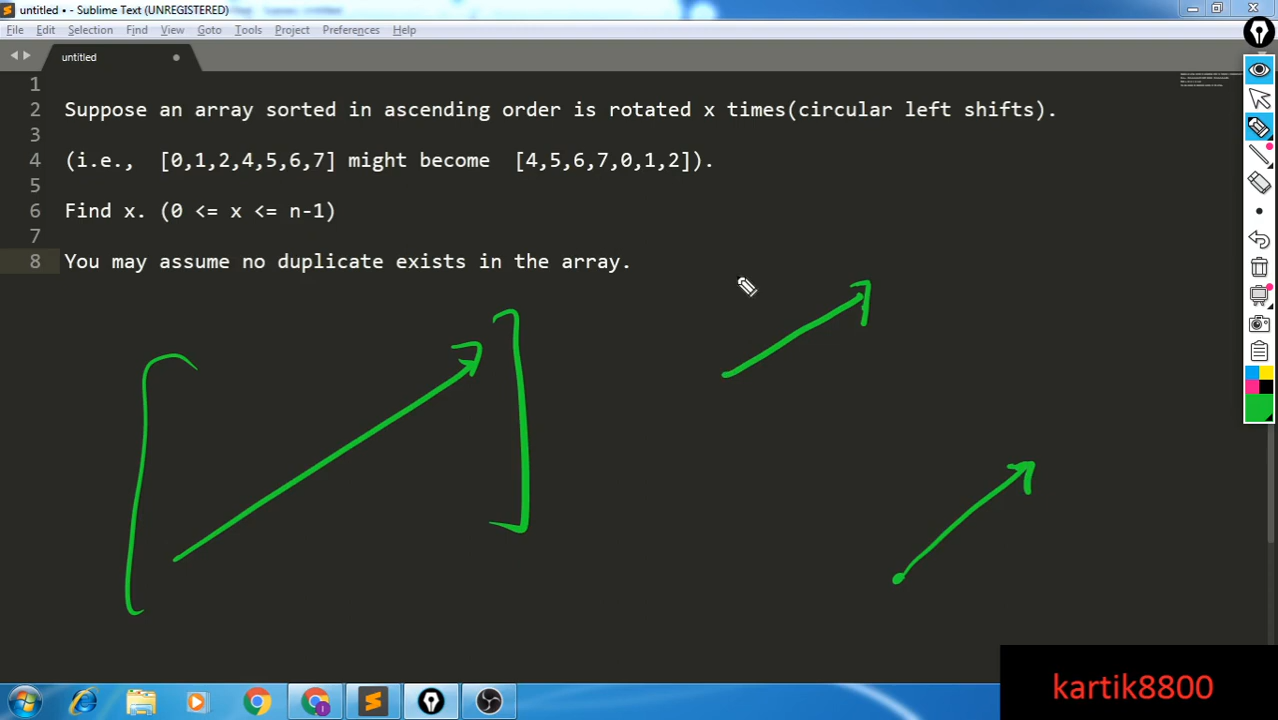 untitled • - Sublime Text (UNREGISTERED)
File Edit Selection Find View Goto Tools Project Preferences Help
untitled
1
2 Suppose an array sorted in ascending order is rotated x times(circular left shifts).
3
4 (i.e., [0,1,2,4,5,6,7] might become [4,5,6,7,0,1,2]).
5
6 Find x. (0 <= x <= n-1)
7
8 You may assume no duplicate exists in the array.
kartik8800